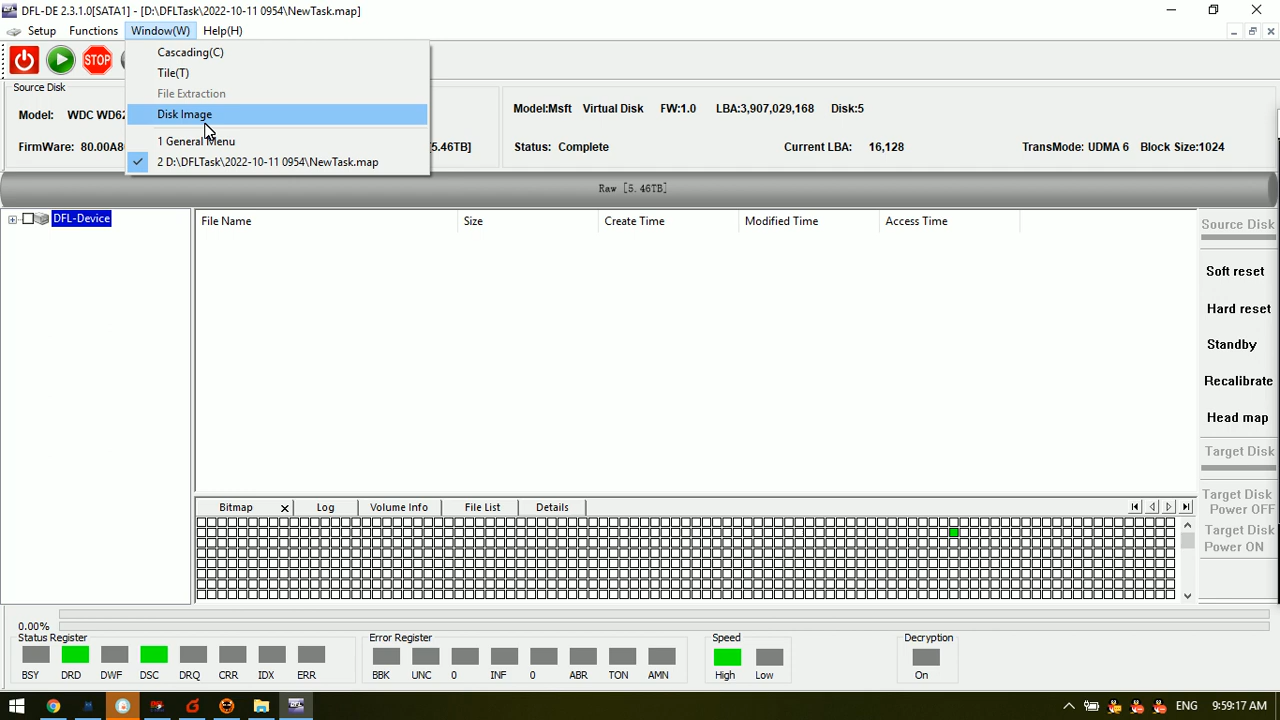 DFL-DE 2.3.1.0[SATA1] - [D:\DFLTask\2022-10-11 0954\NewTask.map]
Setup Functions Window(W) Help(H)
STOP
Cascading(C)
Tile(T)
File Extraction
Disk Image
1 General Menu
2 D:\DFLTask\2022-10-11 0954\NewTask.map
Source Disk
Model: WDC WD62
FirmWare: 80.00A8
[5.46TB]
Model:Msft Virtual Disk FW:1.0 LBA:3,907,029,168 Disk:5
Status: Complete Current LBA: 16,128 TransMode: UDMA 6 Block Size:1024
Raw [5.46TB]
DFL-Device
File Name Size Create Time Modified Time Access Time
Source Disk
Soft reset
Hard reset
Standby
Recalibrate
Head map
Target Disk
Target Disk
Power OFF
Target Disk
Power ON
Bitmap Log Volume Info File List Details
0.00%
Status Register
BSY DRD DWF DSC DRQ CRR IDX ERR
Error Register
BBK UNC 0 INF 0 ABR TON AMN
Speed
High Low
Decryption
On
ENG 9:59:17 AM